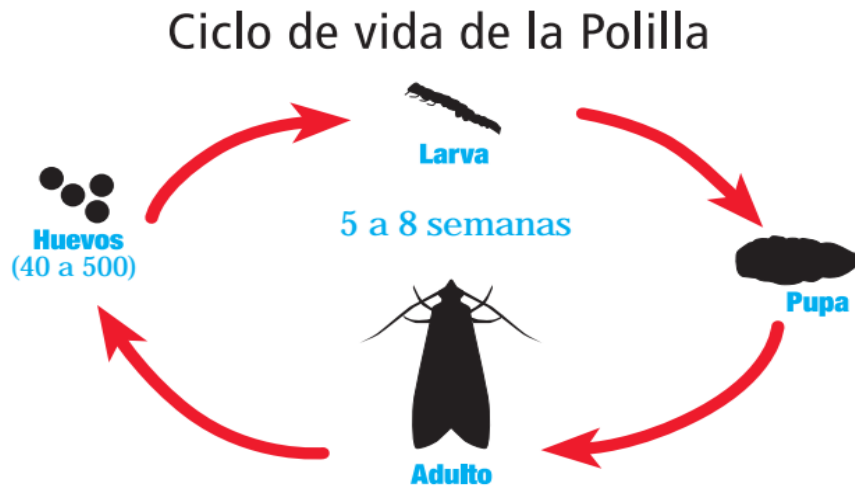 Ciclo de vida de la Polilla
Larva
5 a 8 semanas
Huevos
(40 a 500)
Pupa
Adulto